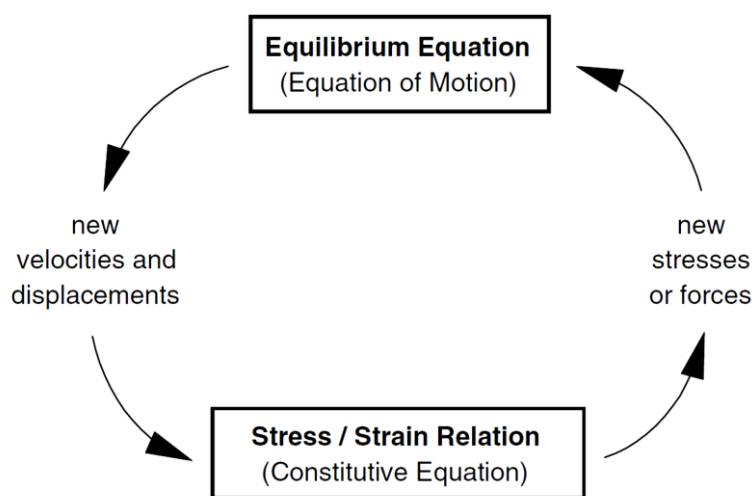 Equilibrium Equation
(Equation of Motion)
new
velocities and
displacements
new
stresses
or forces
Stress / Strain Relation
(Constitutive Equation)